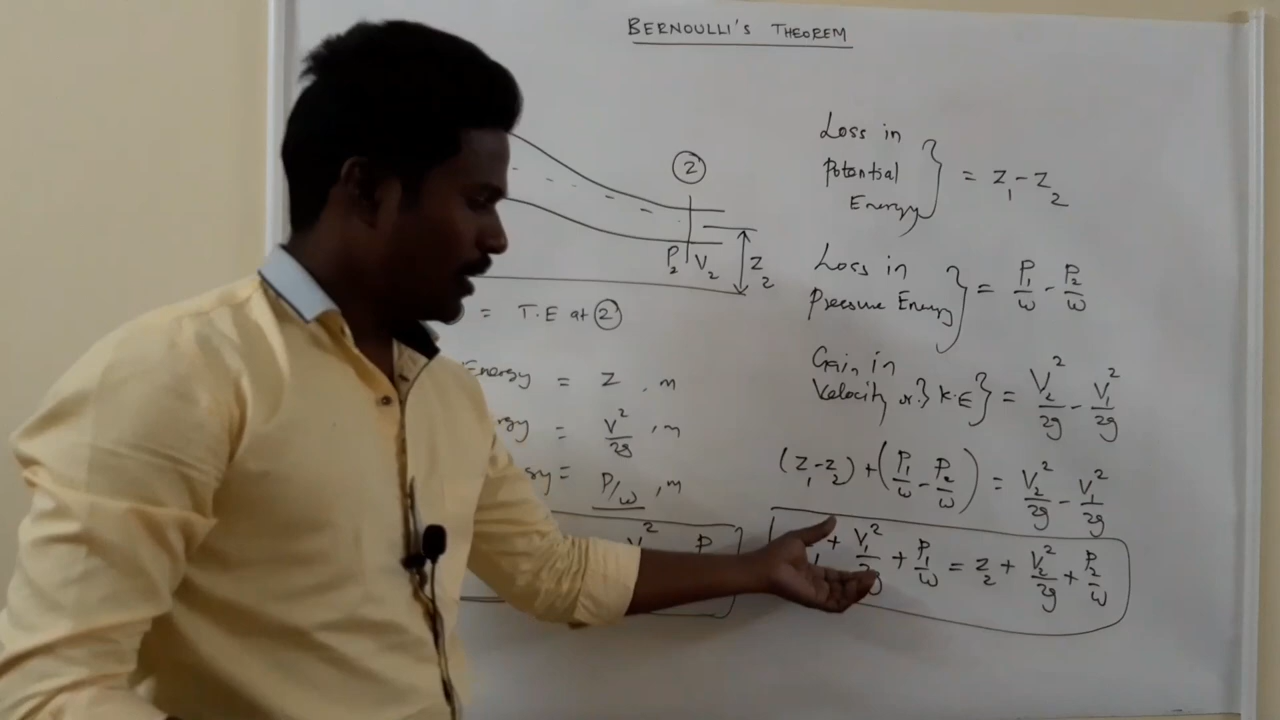 BERNOULLI'S THEOREM
②
P₂ V₂
Z₂
= T.E at ②
Energy = Z , m
= V²/2g , m
= P/ω , m
V² P
Loss in
Potential
Energy } = Z₁ - Z₂
Loss in
Pressure Energy } = P₁/ω - P₂/ω
Gain in
Velocity or } K.E } = V₂²/2g - V₁²/2g
(Z₁-Z₂) + (P₁/ω - P₂/ω) = V₂²/2g - V₁²/2g
+ V₁²/2g + P₁/ω = Z₂ + V₂²/2g + P₂/ω